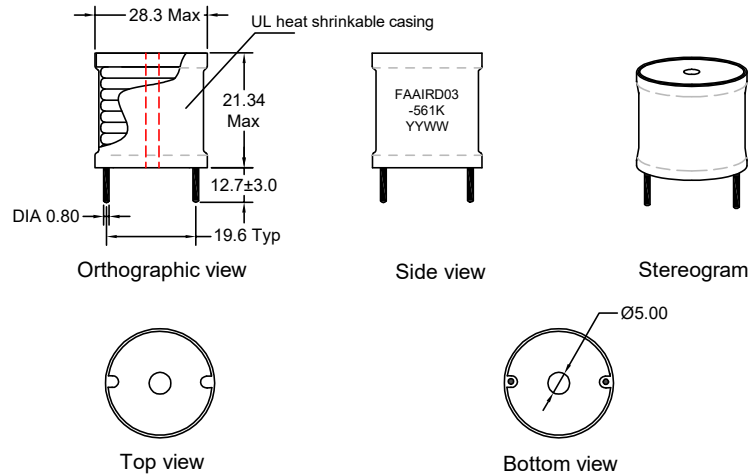 28.3 Max
UL heat shrinkable casing
21.34
Max
12.7±3.0
DIA 0.80
19.6 Typ
Orthographic view
FAAIRD03
-561K
YYWW
Side view
Stereogram
Top view
Ø5.00
Bottom view